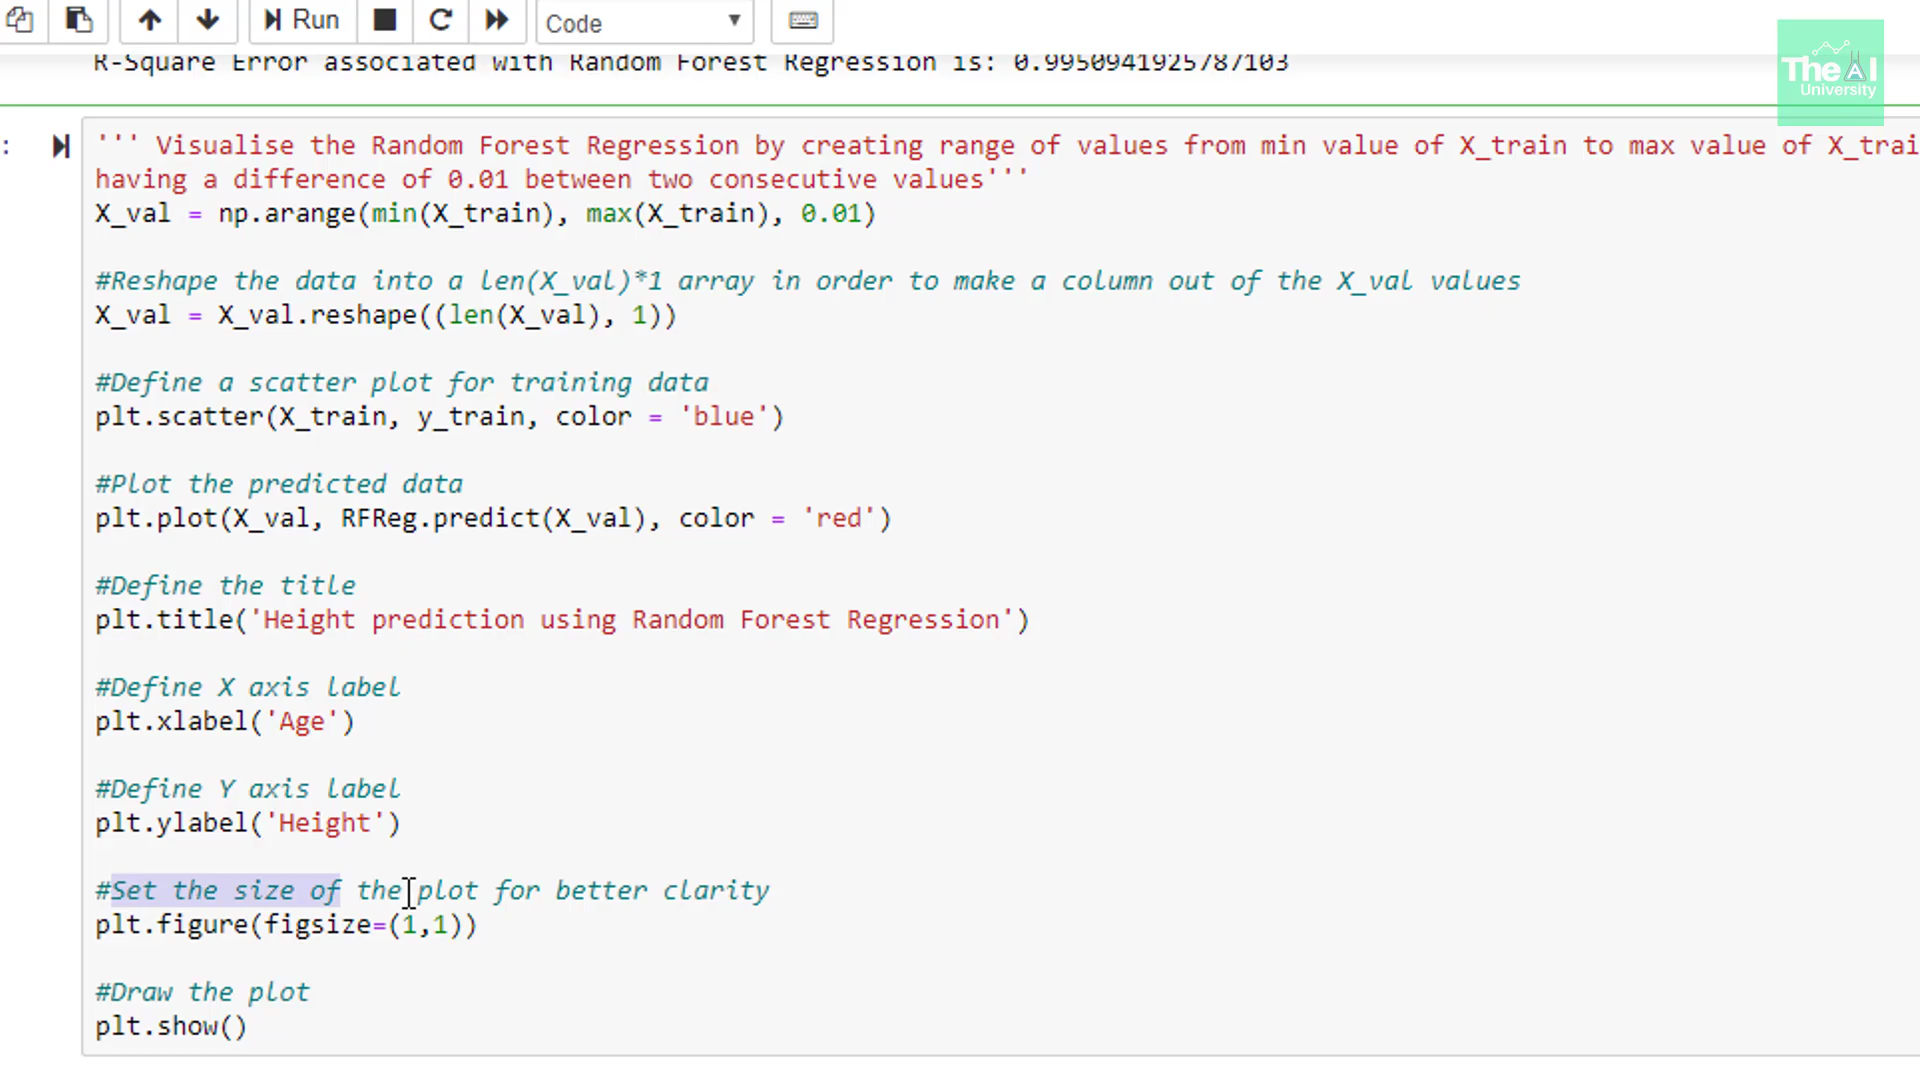 Run
Code
R-Square Error associated with Random Forest Regression is: 0.9950941925787103
The AI
University
:
''' Visualise the Random Forest Regression by creating range of values from min value of X_train to max value of X_trai
having a difference of 0.01 between two consecutive values'''
X_val = np.arange(min(X_train), max(X_train), 0.01)
#Reshape the data into a len(X_val)*1 array in order to make a column out of the X_val values
X_val = X_val.reshape((len(X_val), 1))
#Define a scatter plot for training data
plt.scatter(X_train, y_train, color = 'blue')
#Plot the predicted data
plt.plot(X_val, RFReg.predict(X_val), color = 'red')
#Define the title
plt.title('Height prediction using Random Forest Regression')
#Define X axis label
plt.xlabel('Age')
#Define Y axis label
plt.ylabel('Height')
#Set the size of the plot for better clarity
plt.figure(figsize=(1,1))
#Draw the plot
plt.show()